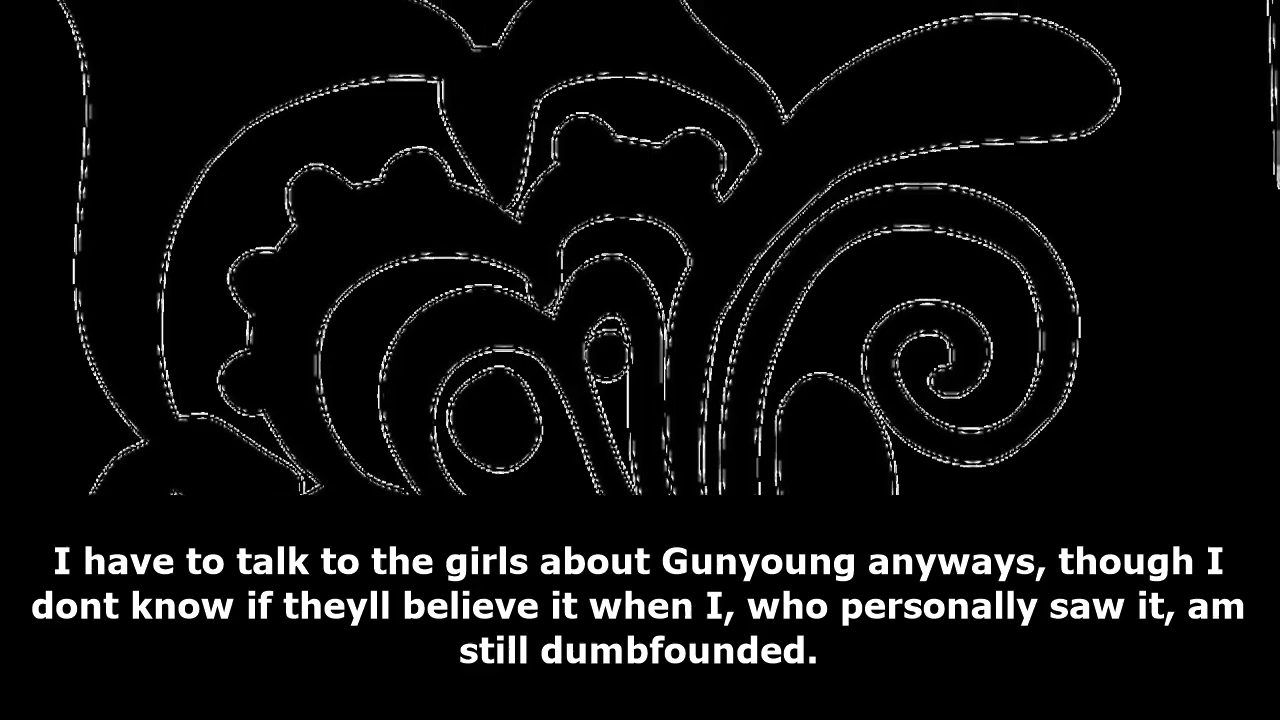 I have to talk to the girls about Gunyoung anyways, though I
dont know if theyll believe it when I, who personally saw it, am
still dumbfounded.